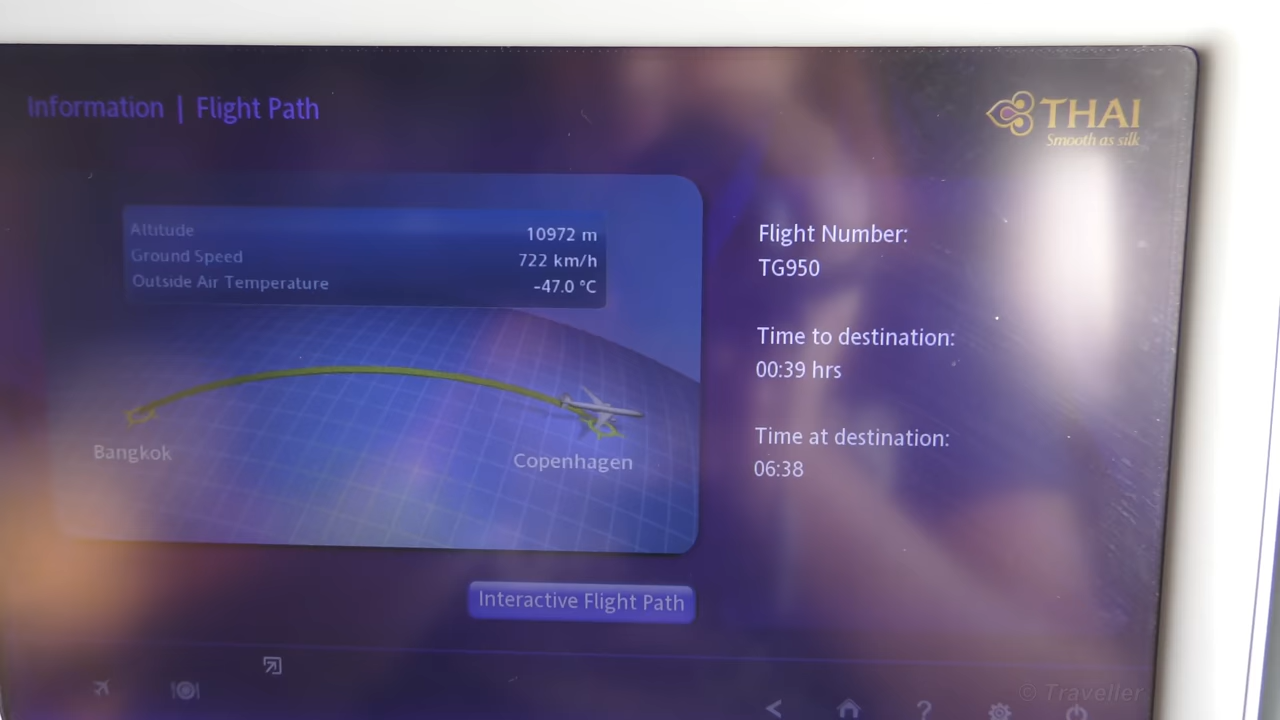 Information | Flight Path
THAI
Smooth as silk
Altitude 10972 m
Ground Speed 722 km/h
Outside Air Temperature -47.0 °C
Bangkok
Copenhagen
Flight Number:
TG950
Time to destination:
00:39 hrs
Time at destination:
06:38
Interactive Flight Path
?
© Traveller